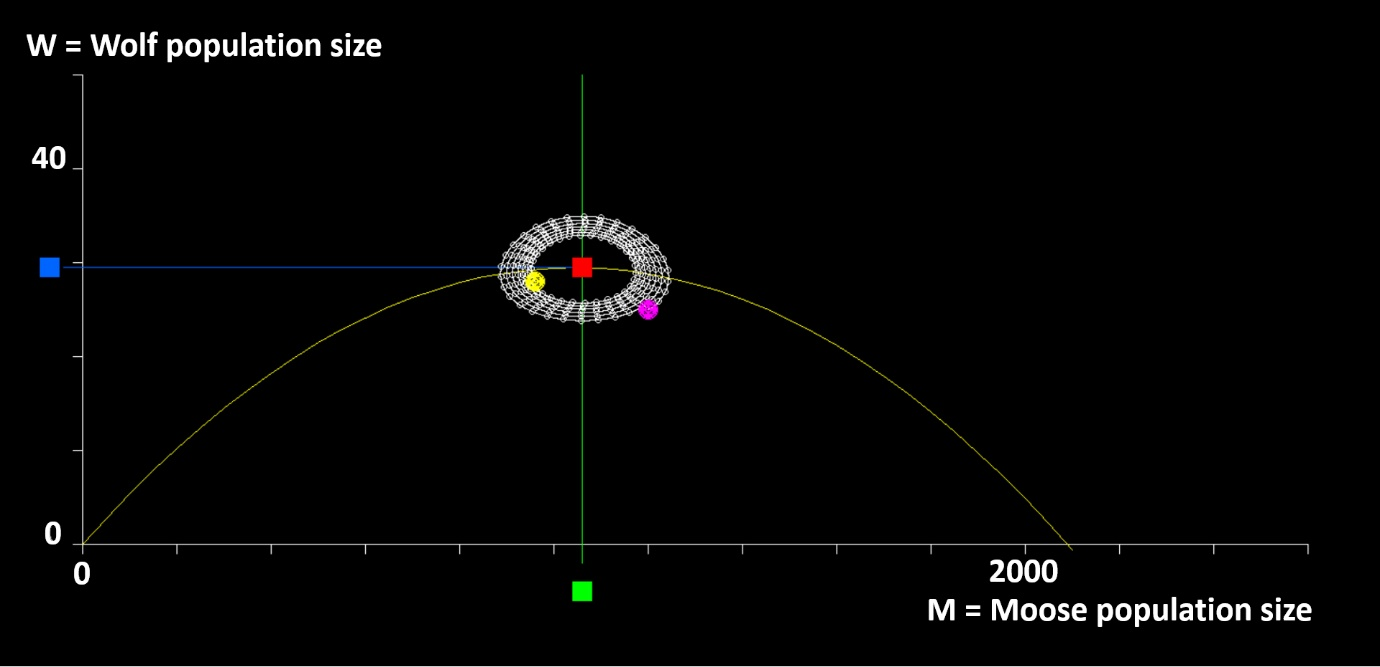 W = Wolf population size
40
0
0
2000
M = Moose population size